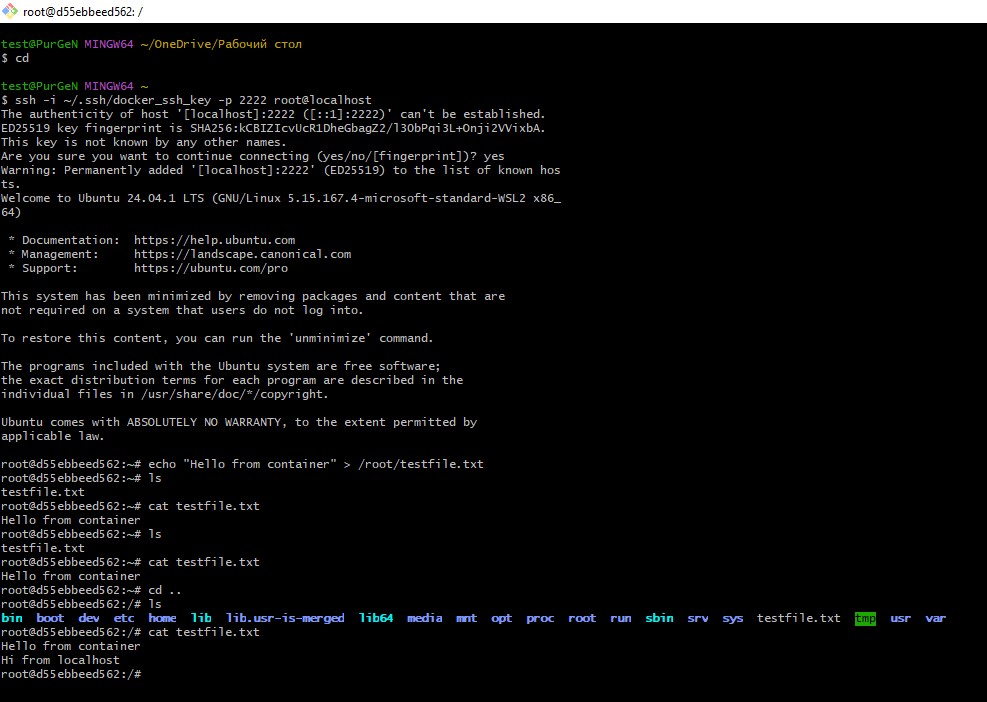 root@d55ebbeed562: /
test@PurGeN MINGW64 ~/OneDrive/Рабочий стол
$ cd
test@PurGeN MINGW64 ~
$ ssh -i ~/.ssh/docker_ssh_key -p 2222 root@localhost
The authenticity of host '[localhost]:2222 ([::1]:2222)' can't be established.
ED25519 key fingerprint is SHA256:kCBIZIcvUcR1DheGbagZ2/l3ObPqi3L+Onji2VVixbA.
This key is not known by any other names.
Are you sure you want to continue connecting (yes/no/[fingerprint])? yes
Warning: Permanently added '[localhost]:2222' (ED25519) to the list of known hos
ts.
Welcome to Ubuntu 24.04.1 LTS (GNU/Linux 5.15.167.4-microsoft-standard-WSL2 x86_
64)
 * Documentation:  https://help.ubuntu.com
 * Management:     https://landscape.canonical.com
 * Support:        https://ubuntu.com/pro
This system has been minimized by removing packages and content that are
not required on a system that users do not log into.
To restore this content, you can run the 'unminimize' command.
The programs included with the Ubuntu system are free software;
the exact distribution terms for each program are described in the
individual files in /usr/share/doc/*/copyright.
Ubuntu comes with ABSOLUTELY NO WARRANTY, to the extent permitted by
applicable law.
root@d55ebbeed562:~# echo "Hello from container" > /root/testfile.txt
root@d55ebbeed562:~# ls
testfile.txt
root@d55ebbeed562:~# cat testfile.txt
Hello from container
root@d55ebbeed562:~# ls
testfile.txt
root@d55ebbeed562:~# cat testfile.txt
Hello from container
root@d55ebbeed562:~# cd ..
root@d55ebbeed562:/# ls
bin  boot  dev  etc  home  lib  lib.usr-is-merged  lib64  media  mnt  opt  proc  root  run  sbin  srv  sys  testfile.txt  tmp  usr  var
root@d55ebbeed562:/# cat testfile.txt
Hello from container
Hi from localhost
root@d55ebbeed562:/#